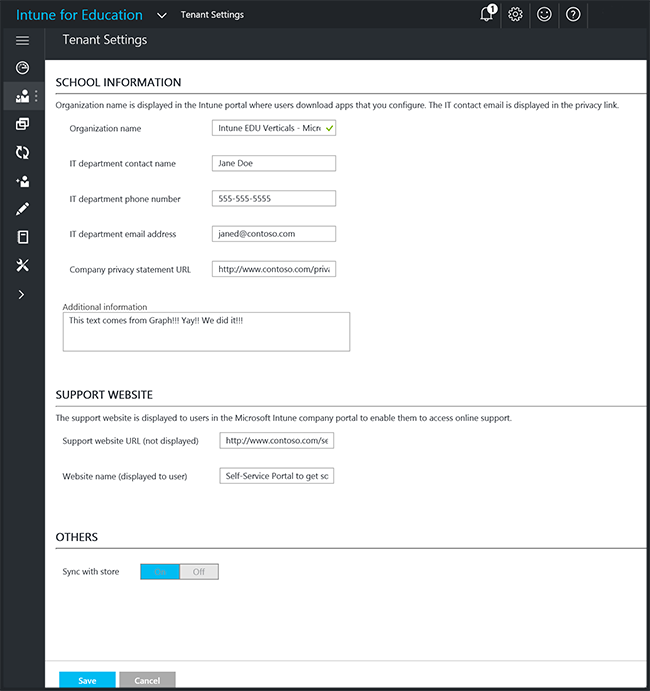 Intune for Education Tenant Settings 1
Tenant Settings
SCHOOL INFORMATION
Organization name is displayed in the Intune portal where users download apps that you configure. The IT contact email is displayed in the privacy link.
Organization name Intune EDU Verticals - Micr
IT department contact name Jane Doe
IT department phone number 555-555-5555
IT department email address janed@contoso.com
Company privacy statement URL http://www.contoso.com/priva
Additional information
This text comes from Graph!!! Yay!! We did it!!!
SUPPORT WEBSITE
The support website is displayed to users in the Microsoft Intune company portal to enable them to access online support.
Support website URL (not displayed) http://www.contoso.com/se
Website name (displayed to user) Self-Service Portal to get sc
OTHERS
Sync with store On Off
Save Cancel